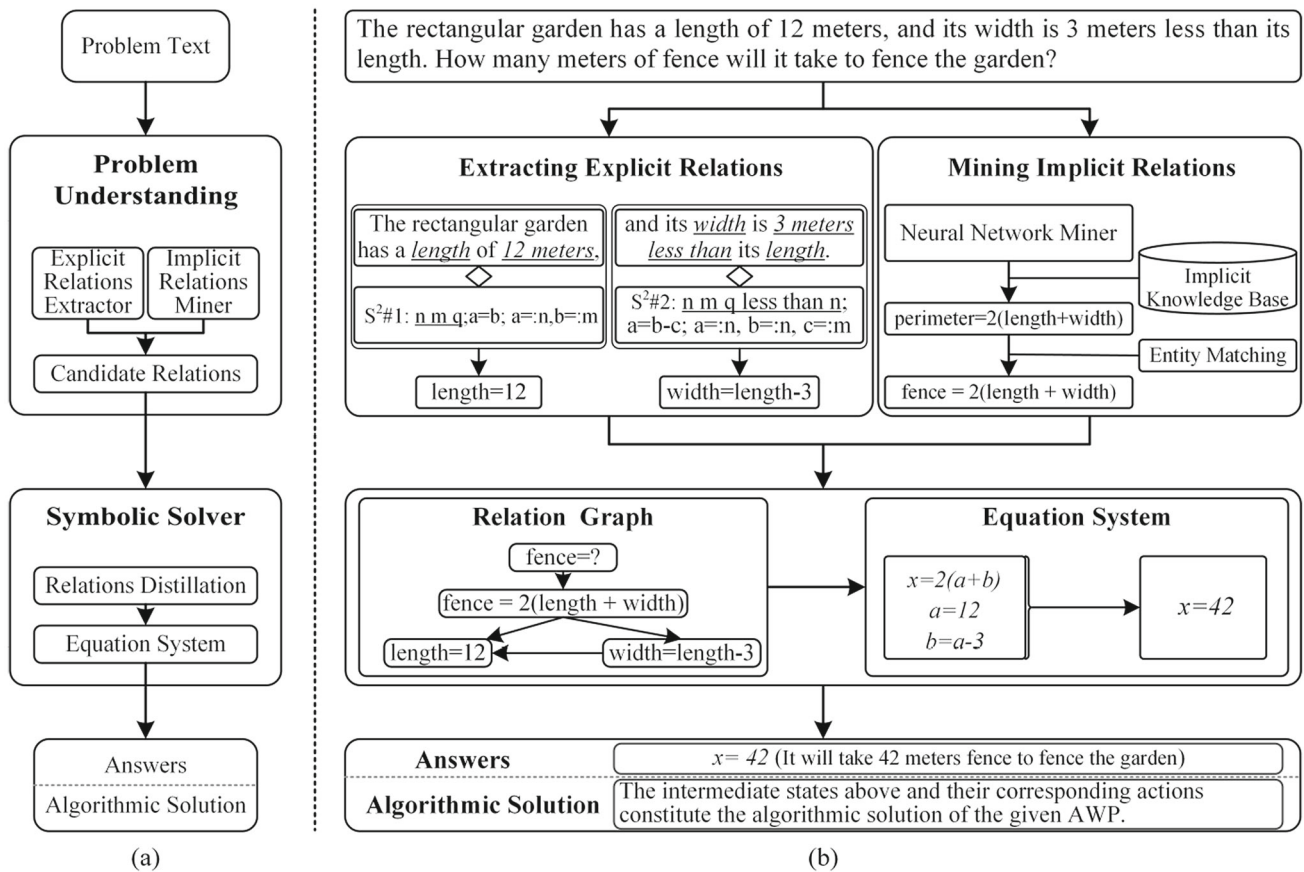 Problem Text
Problem
Understanding
Explicit
Relations
Extractor
Implicit
Relations
Miner
Candidate Relations
Symbolic Solver
Relations Distillation
Equation System
Answers
Algorithmic Solution
(a)
The rectangular garden has a length of 12 meters, and its width is 3 meters less than its
length. How many meters of fence will it take to fence the garden?
Extracting Explicit Relations
The rectangular garden
has a length of 12 meters,
S²#1: n m q;a=b; a=:n,b=:m
length=12
and its width is 3 meters
less than its length.
S²#2: n m q less than n;
a=b-c; a=:n, b=:n, c=:m
width=length-3
Mining Implicit Relations
Neural Network Miner
Implicit
Knowledge Base
perimeter=2(length+width)
Entity Matching
fence = 2(length + width)
Relation Graph
fence=?
fence = 2(length + width)
length=12
width=length-3
Equation System
x=2(a+b)
a=12
b=a-3
x=42
Answers
x= 42 (It will take 42 meters fence to fence the garden)
Algorithmic Solution
The intermediate states above and their corresponding actions
constitute the algorithmic solution of the given AWP.
(b)